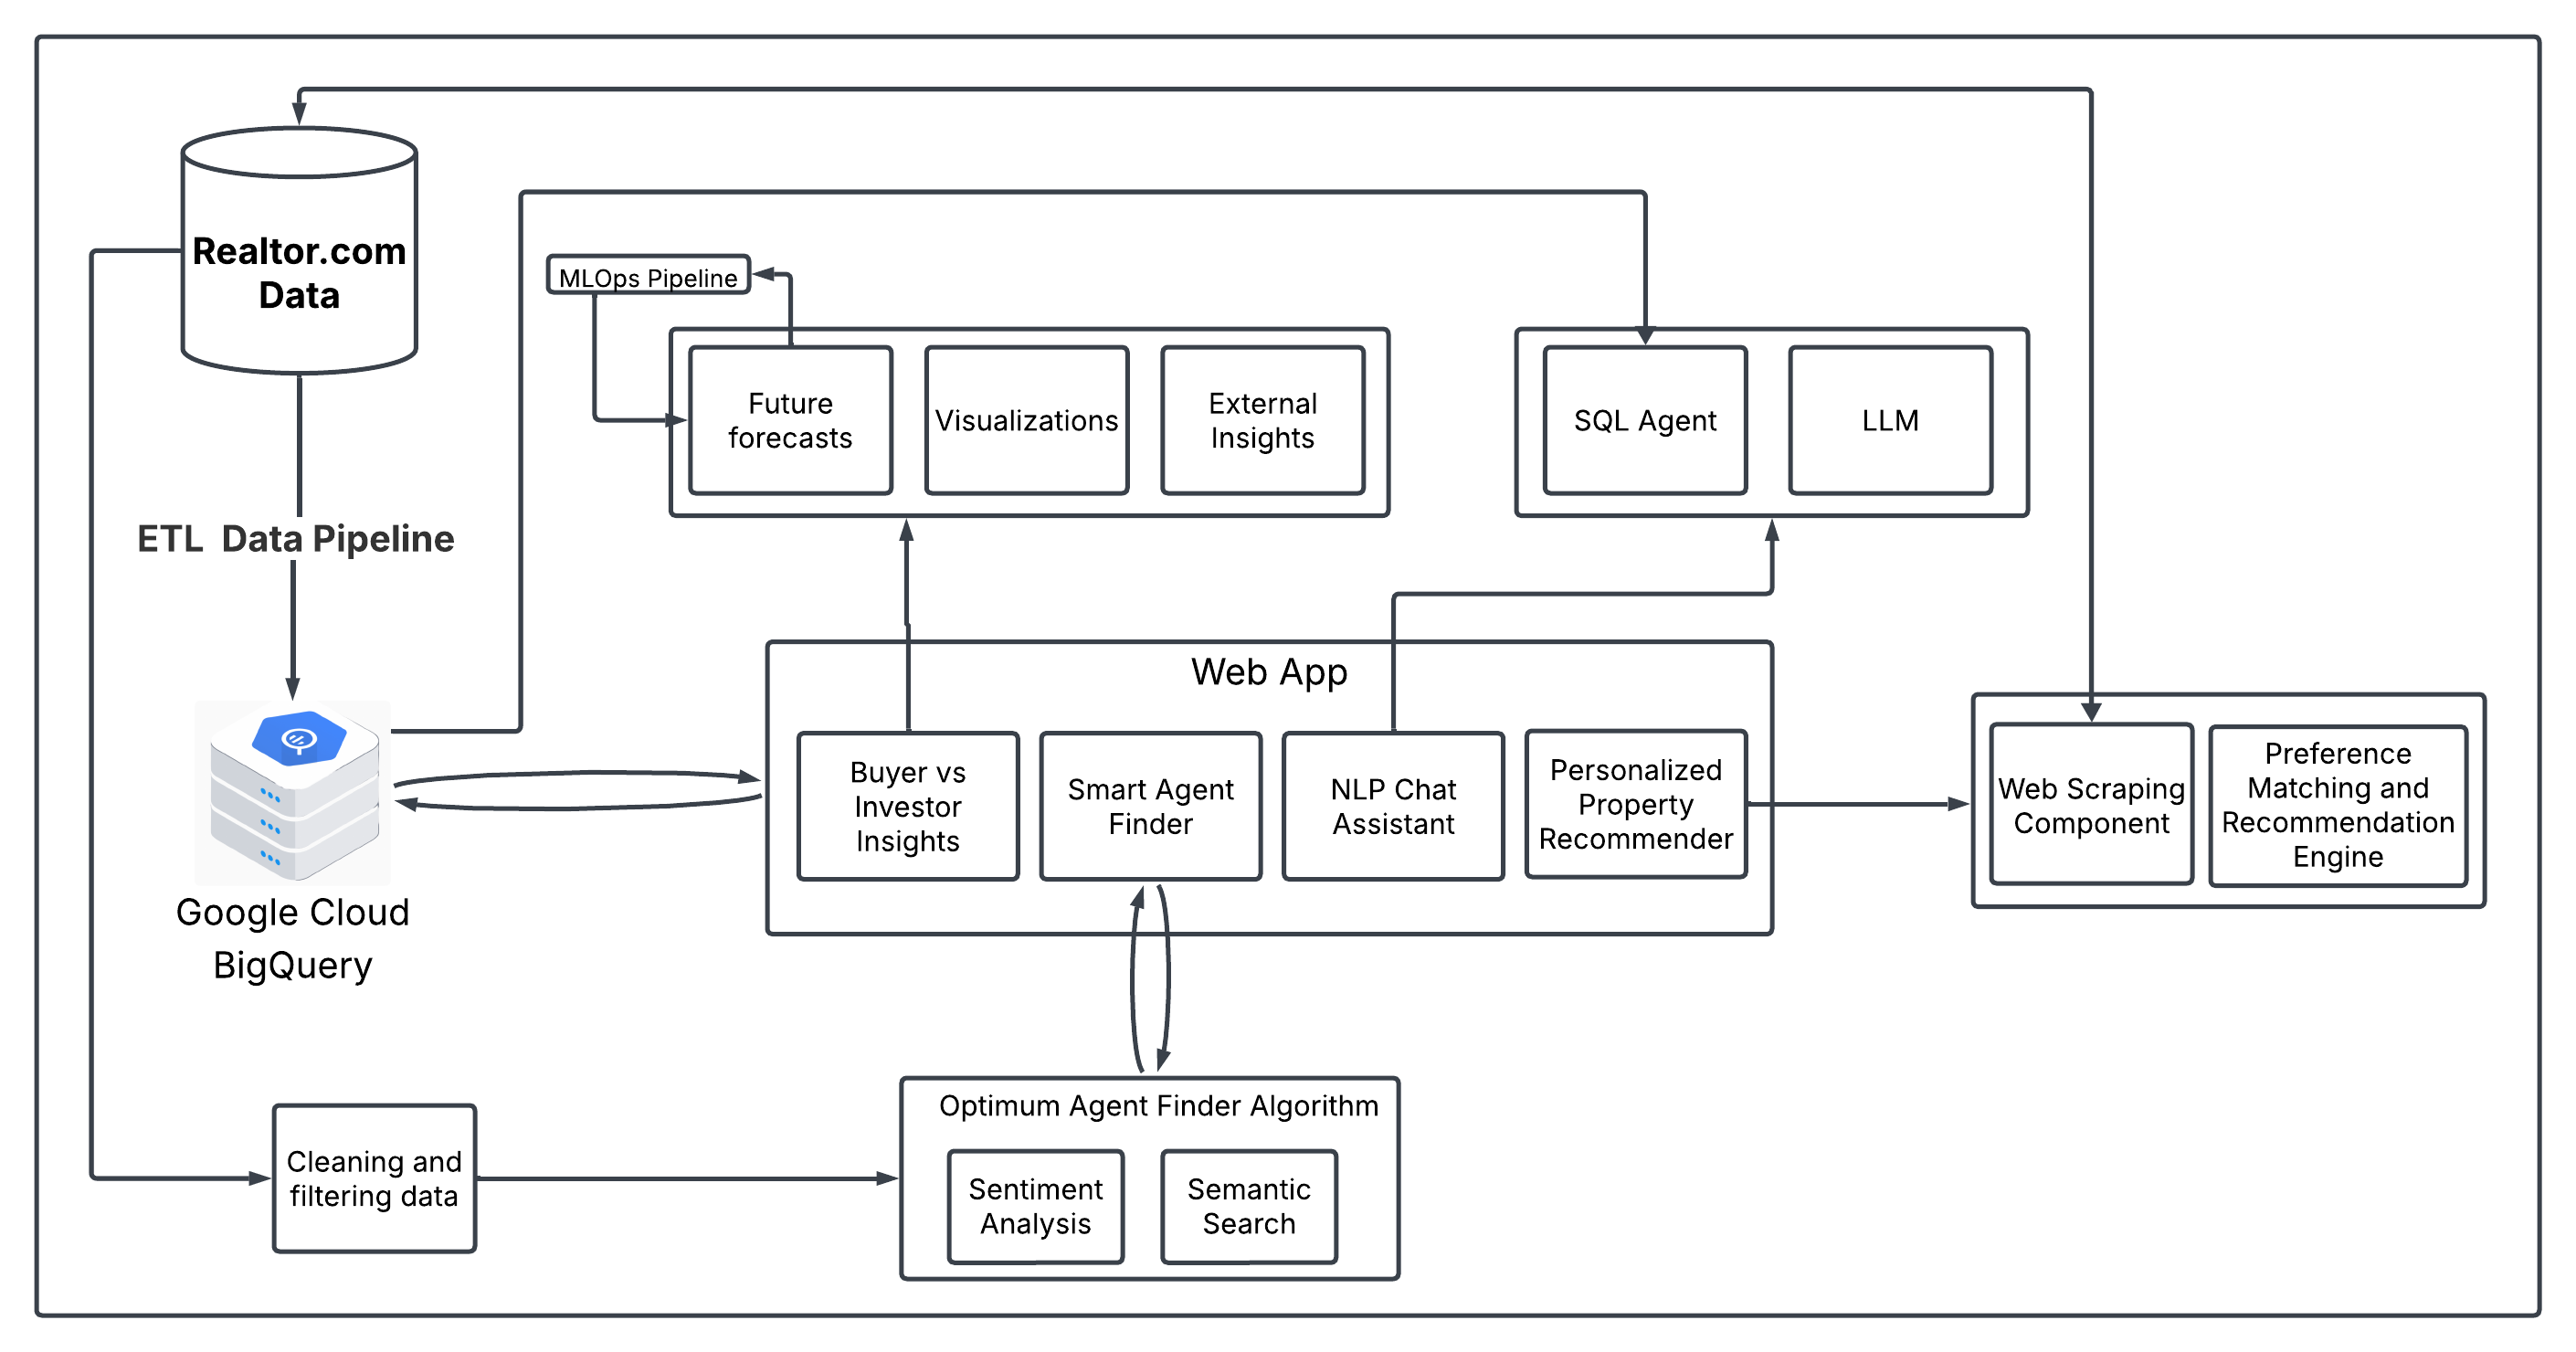 Realtor.com
Data
MLOps Pipeline
Future
forecasts
Visualizations
External
Insights
SQL Agent
LLM
ETL  Data Pipeline
Web App
Buyer vs
Investor
Insights
Smart Agent
Finder
NLP Chat
Assistant
Personalized
Property
Recommender
Web Scraping
Component
Preference
Matching and
Recommendation
Engine
Google Cloud
BigQuery
Cleaning and
filtering data
Optimum Agent Finder Algorithm
Sentiment
Analysis
Semantic
Search